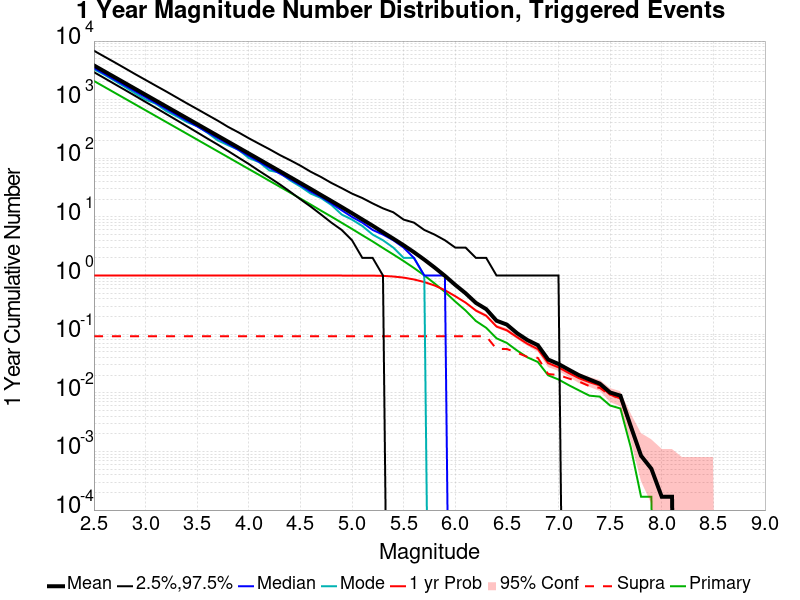 1 Year Magnitude Number Distribution, Triggered Events
1 Year Cumulative Number
10^4
10^3
10^2
10^1
10^0
10^-1
10^-2
10^-3
10^-4
2.5 3.0 3.5 4.0 4.5 5.0 5.5 6.0 6.5 7.0 7.5 8.0 8.5 9.0
Magnitude
Mean 2.5%,97.5% Median Mode 1 yr Prob 95% Conf Supra Primary